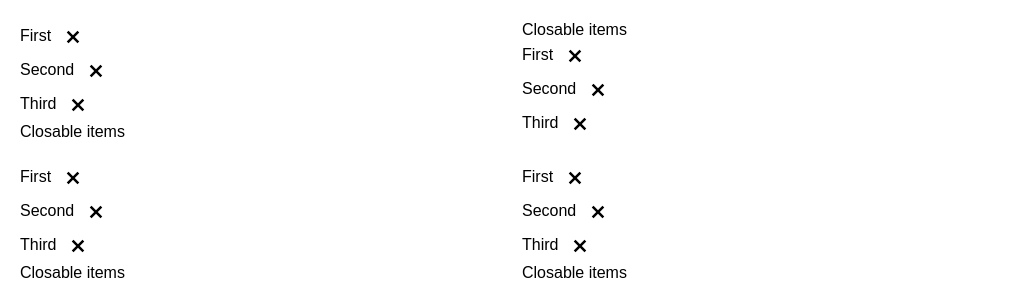 First
Second
Third
Closable items
Closable items
First
Second
Third
First
Second
Third
Closable items
First
Second
Third
Closable items